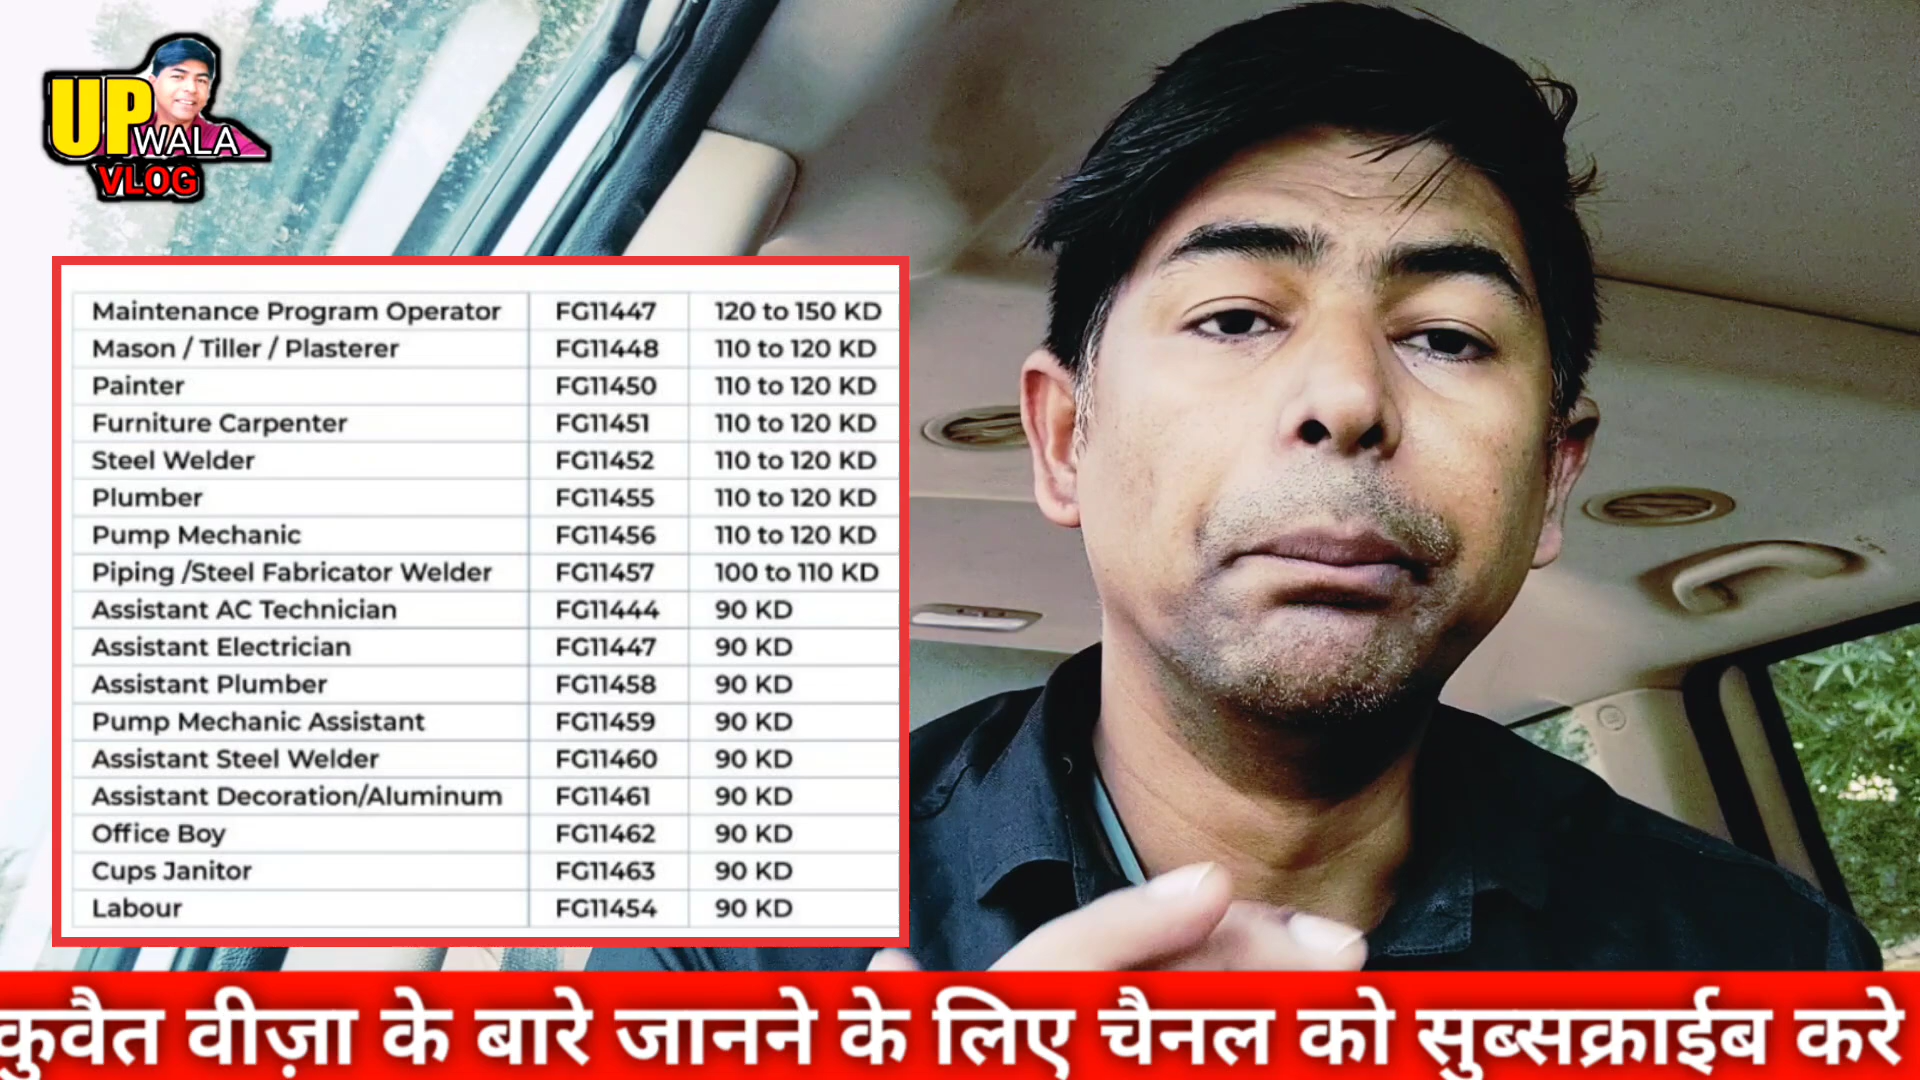 UP
WALA
VLOG
Maintenance Program Operator FG11447 120 to 150 KD
Mason / Tiller / Plasterer FG11448 110 to 120 KD
Painter FG11450 110 to 120 KD
Furniture Carpenter FG11451 110 to 120 KD
Steel Welder FG11452 110 to 120 KD
Plumber FG11455 110 to 120 KD
Pump Mechanic FG11456 110 to 120 KD
Piping /Steel Fabricator Welder FG11457 100 to 110 KD
Assistant AC Technician FG11444 90 KD
Assistant Electrician FG11447 90 KD
Assistant Plumber FG11458 90 KD
Pump Mechanic Assistant FG11459 90 KD
Assistant Steel Welder FG11460 90 KD
Assistant Decoration/Aluminum FG11461 90 KD
Office Boy FG11462 90 KD
Cups Janitor FG11463 90 KD
Labour FG11454 90 KD
कुवैत वीज़ा के बारे जानने के लिए चैनल को सुब्सक्राईब करे